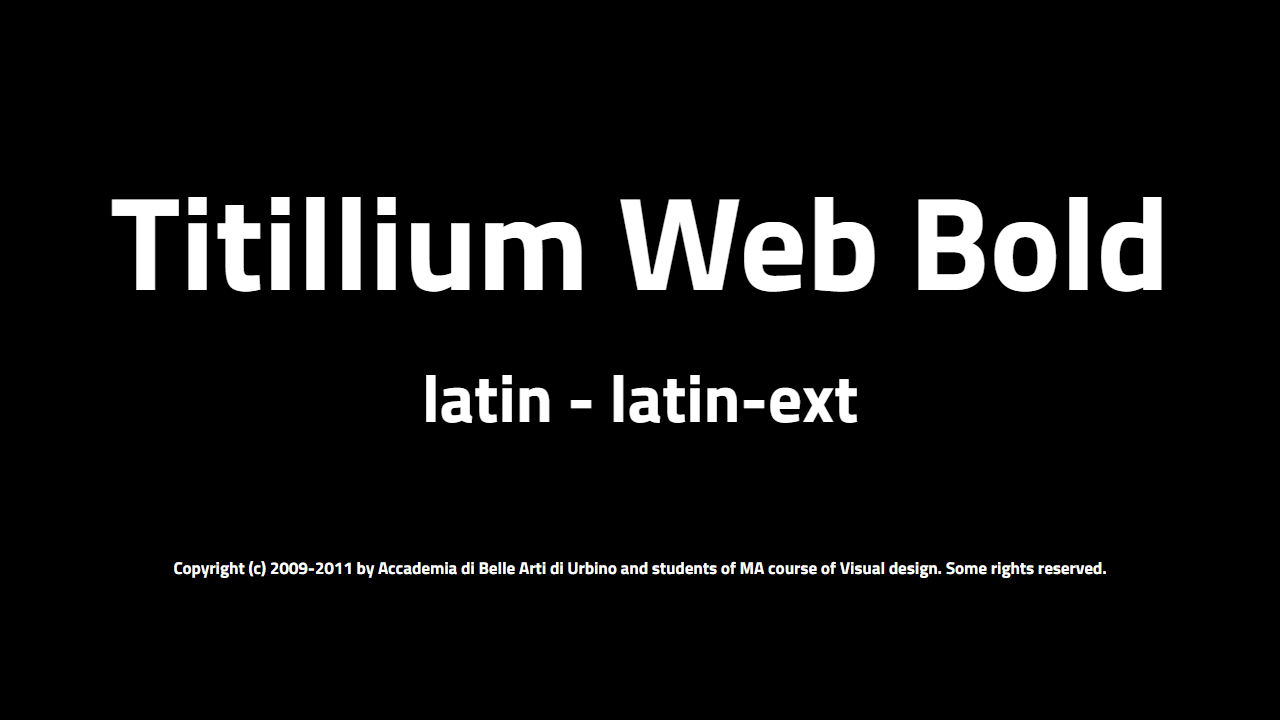 Titillium Web Bold
latin - latin-ext
Copyright (c) 2009-2011 by Accademia di Belle Arti di Urbino and students of MA course of Visual design. Some rights reserved.